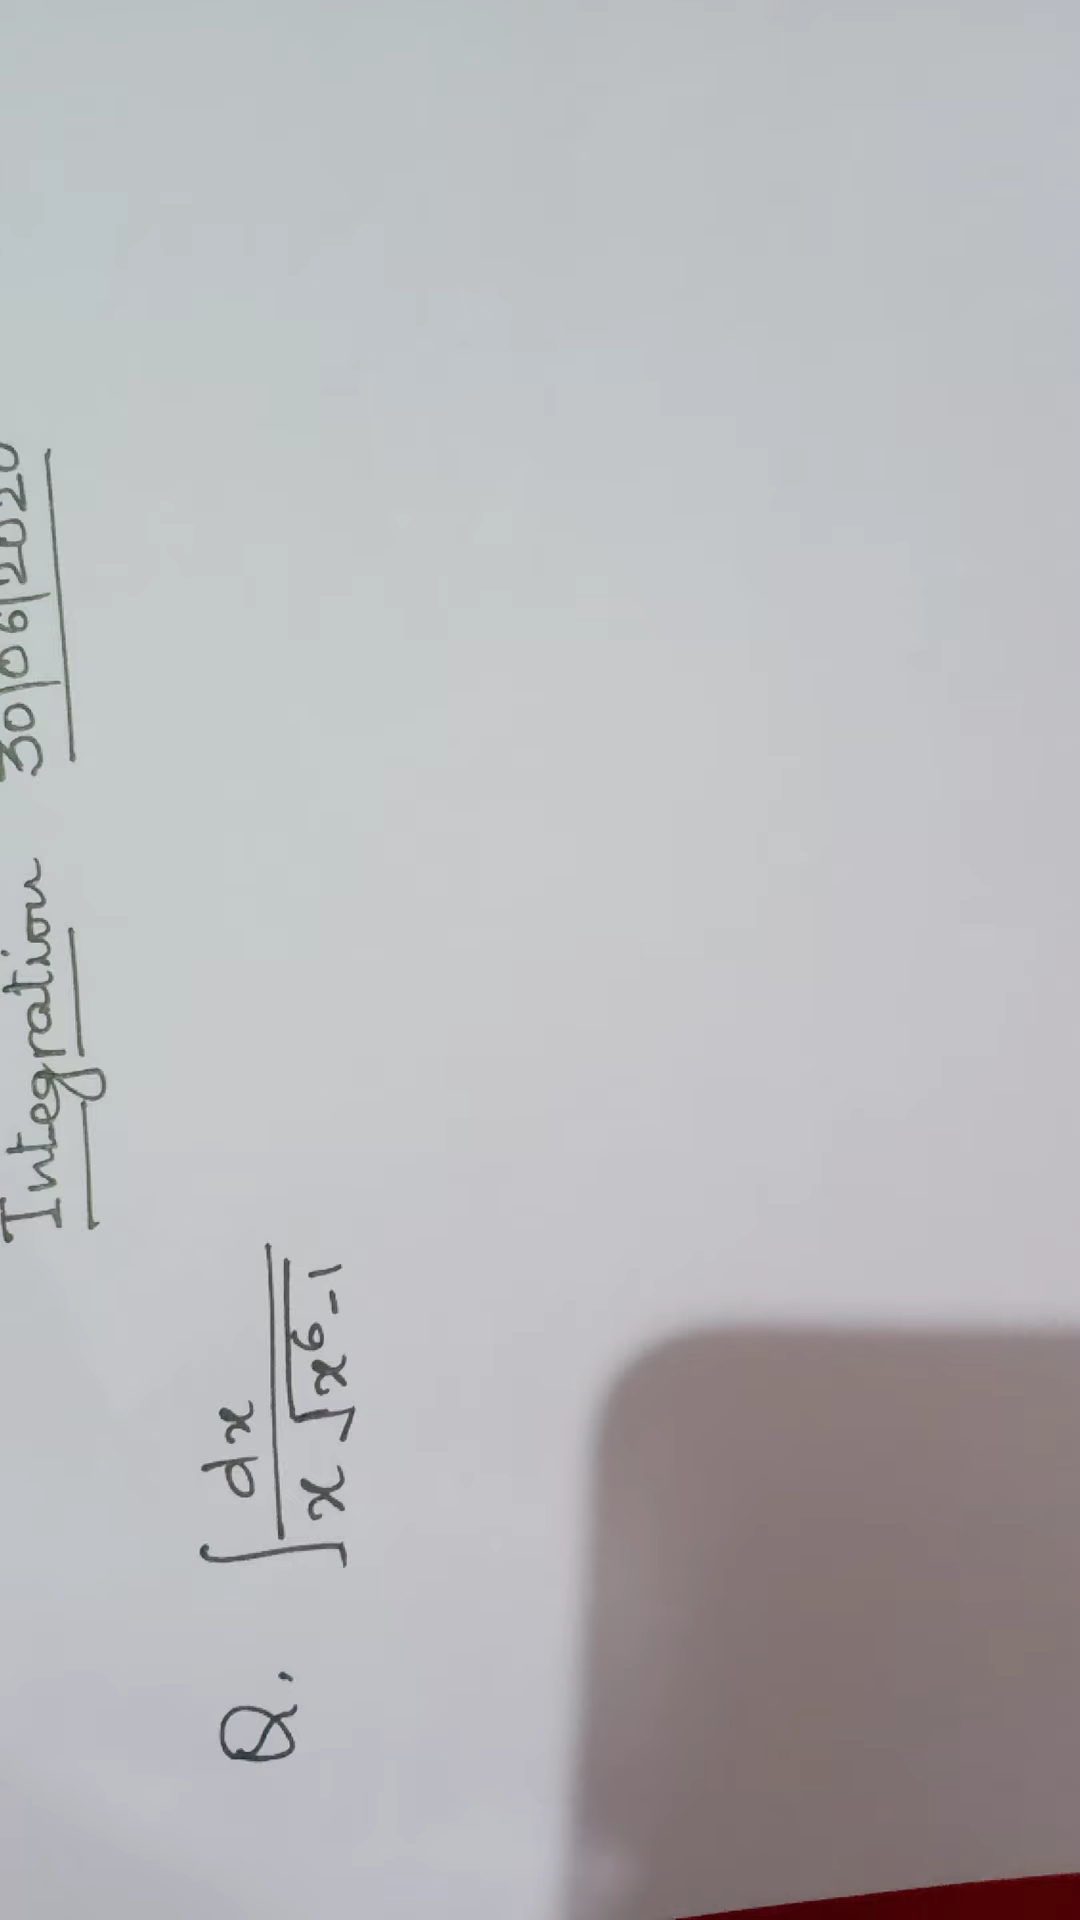 Integration 30/06/2020
Q. ∫ dx / x √x⁶-1